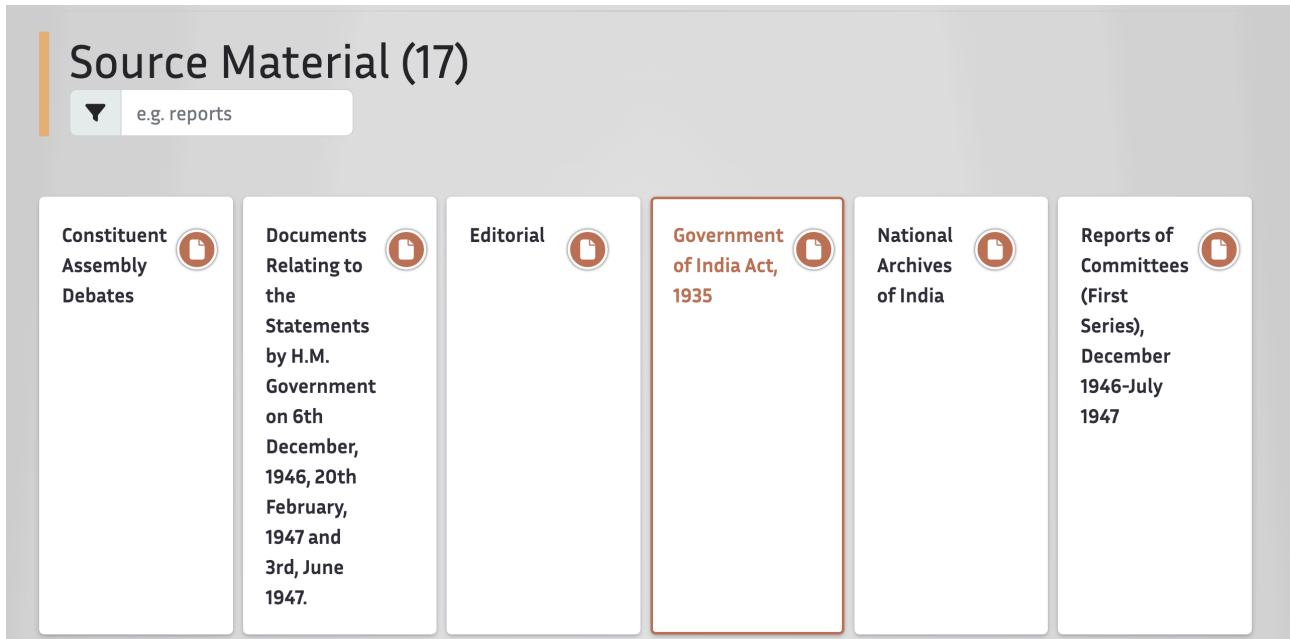 Source Material (17)
e.g. reports
Constituent
Assembly
Debates
Documents
Relating to
the
Statements
by H.M.
Government
on 6th
December,
1946, 20th
February,
1947 and
3rd, June
1947.
Editorial
Government
of India Act,
1935
National
Archives
of India
Reports of
Committees
(First
Series),
December
1946-July
1947